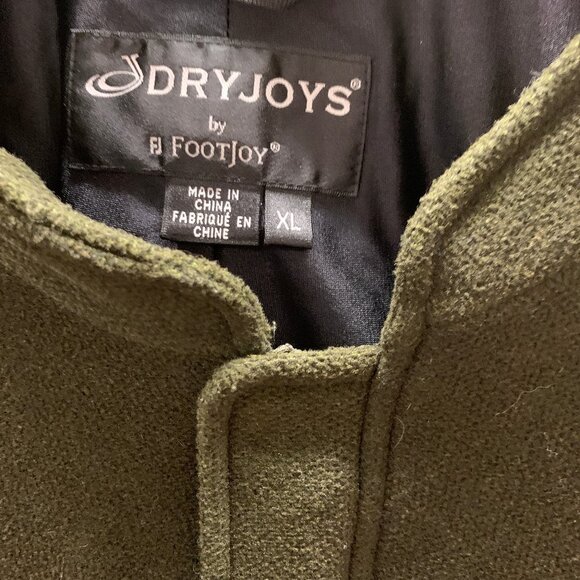 DRYJOYS®
by
FJ FOOTJOY®
MADE IN
CHINA
FABRIQUÉ EN
CHINE
XL